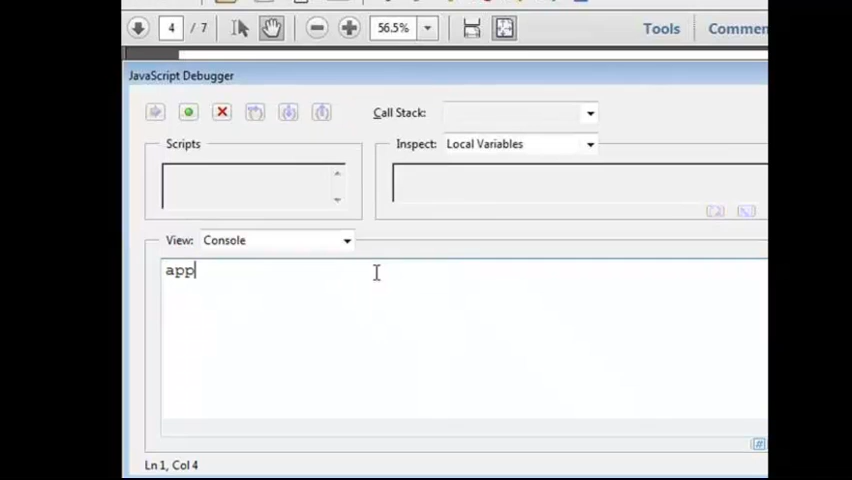 4 / 7 56.5% Tools Commen
JavaScript Debugger
Call Stack:
Scripts Inspect: Local Variables
View: Console
app
Ln 1, Col 4